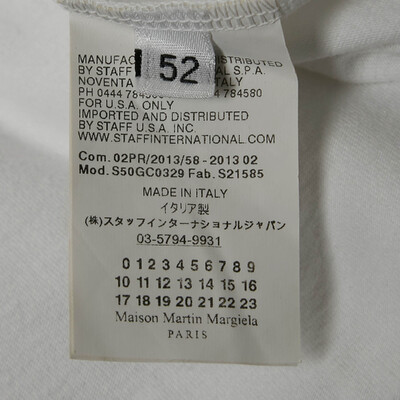 52
MANUFAC DISTRIBUTED
BY STAFF AL S.P.A.
NOVENTA ITALY
PH 0444 784580
FOR U.S.A. ONLY
IMPORTED AND DISTRIBUTED
BY STAFF U.S.A. INC
WWW.STAFFINTERNATIONAL.COM
Com. 02PR/2013/58 - 2013 02
Mod. S50GC0329 Fab. S21585
MADE IN ITALY
イタリア製
(株)スタッフインターナショナルジャパン
03-5794-9931
0 1 2 3 4 5 6 7 8 9
10 11 12 13 14 15 16
17 18 19 20 21 22 23
Maison Martin Margiela
PARIS